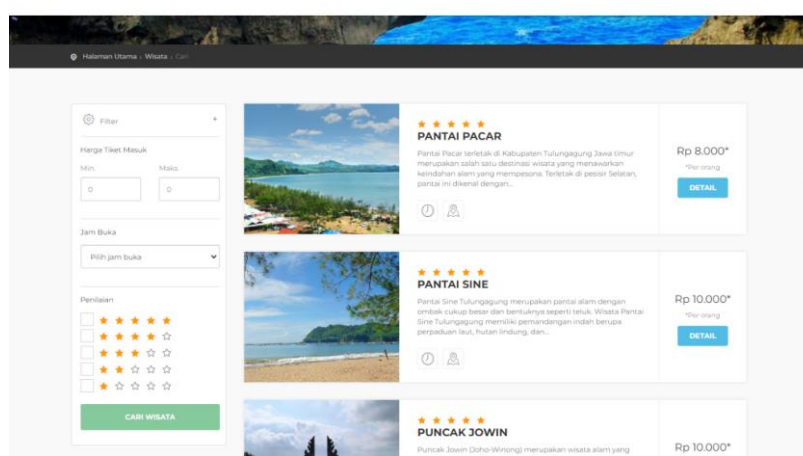 Halaman Utama › Wisata › Cari
Filter
Harga Tiket Masuk
Min. Maks.
0 0
Jam Buka
Pilih jam buka
Penilaian
CARI WISATA
PANTAI PACAR
Pantai Pacar terletak di Kabupaten Tulungagung Jawa timur
merupakan salah satu destinasi wisata yang menawarkan
keindahan alam yang mempesona. Terletak di pesisir Selatan,
pantai ini dikenal dengan...
Rp 8.000*
*Per orang
DETAIL
PANTAI SINE
Pantai Sine Tulungagung merupakan pantai alam dengan
ombak cukup besar dan bentuknya seperti teluk. Wisata Pantai
Sine Tulungagung memiliki pemandangan indah berupa
perpaduan laut, hutan lindung, dan...
Rp 10.000*
*Per orang
DETAIL
PUNCAK JOWIN
Puncak Jowin (Joho-Winong) merupakan wisata alam yang
Rp 10.000*